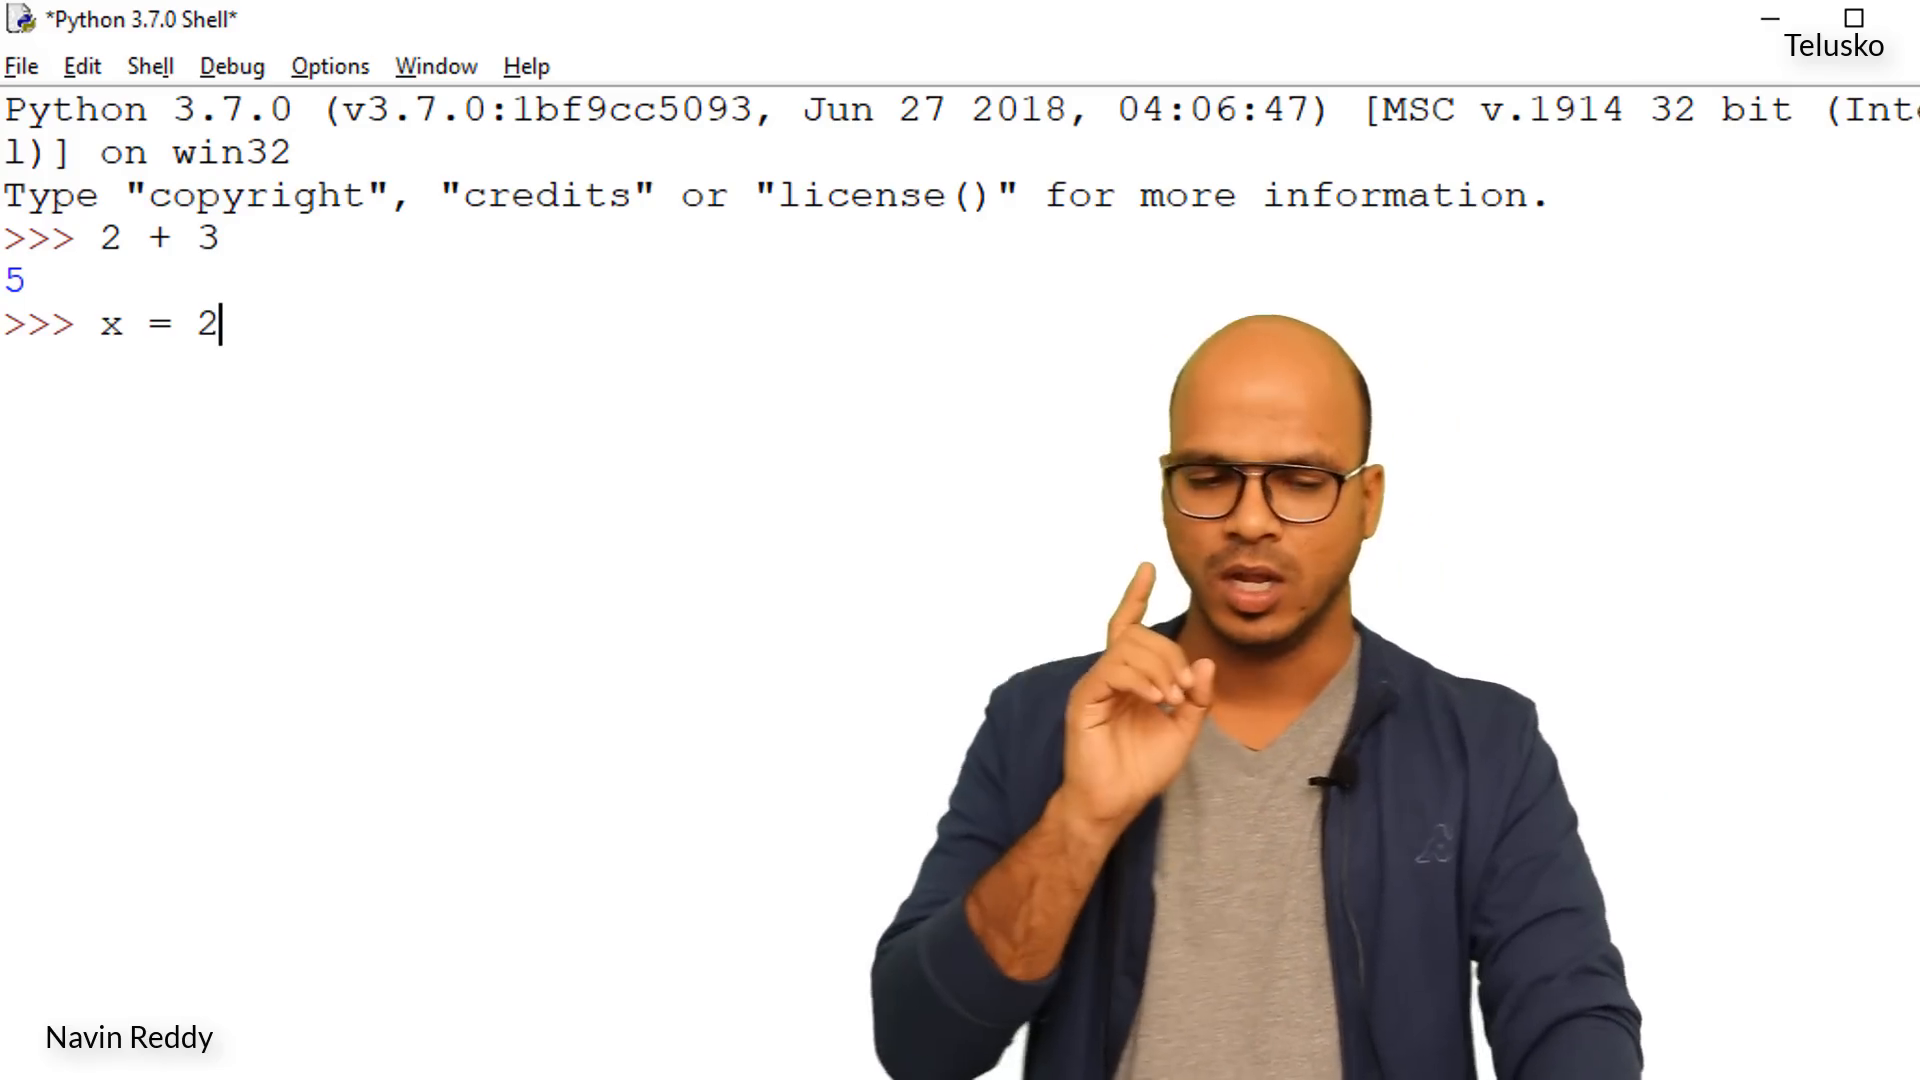 *Python 3.7.0 Shell*
Telusko
File Edit Shell Debug Options Window Help
Python 3.7.0 (v3.7.0:1bf9cc5093, Jun 27 2018, 04:06:47) [MSC v.1914 32 bit (Inte
l)] on win32
Type "copyright", "credits" or "license()" for more information.
>>> 2 + 3
5
>>> x = 2
Navin Reddy